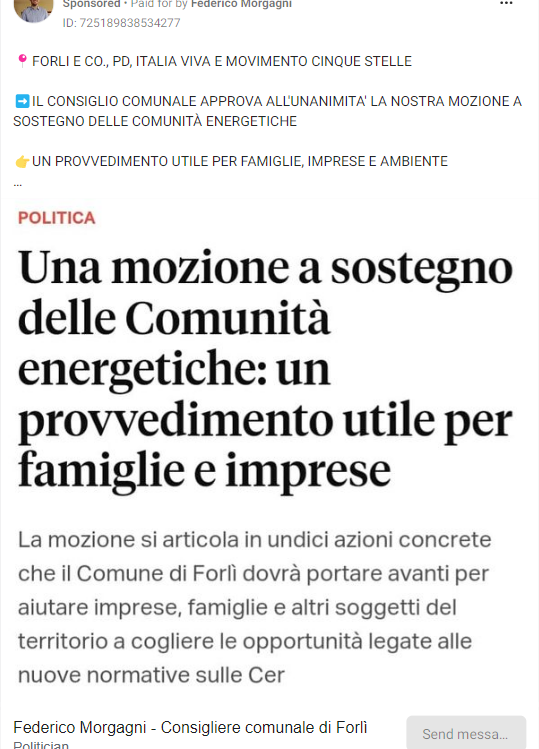 Sponsored • Paid for by Federico Morgagni
ID: 725189838534277
FORLI E CO., PD, ITALIA VIVA E MOVIMENTO CINQUE STELLE
IL CONSIGLIO COMUNALE APPROVA ALL'UNANIMITA' LA NOSTRA MOZIONE A
SOSTEGNO DELLE COMUNITÀ ENERGETICHE
UN PROVVEDIMENTO UTILE PER FAMIGLIE, IMPRESE E AMBIENTE
...
POLITICA
Una mozione a sostegno
delle Comunità
energetiche: un
provvedimento utile per
famiglie e imprese
La mozione si articola in undici azioni concrete
che il Comune di Forlì dovrà portare avanti per
aiutare imprese, famiglie e altri soggetti del
territorio a cogliere le opportunità legate alle
nuove normative sulle Cer
Federico Morgagni - Consigliere comunale di Forlì
Politician
Send messa...